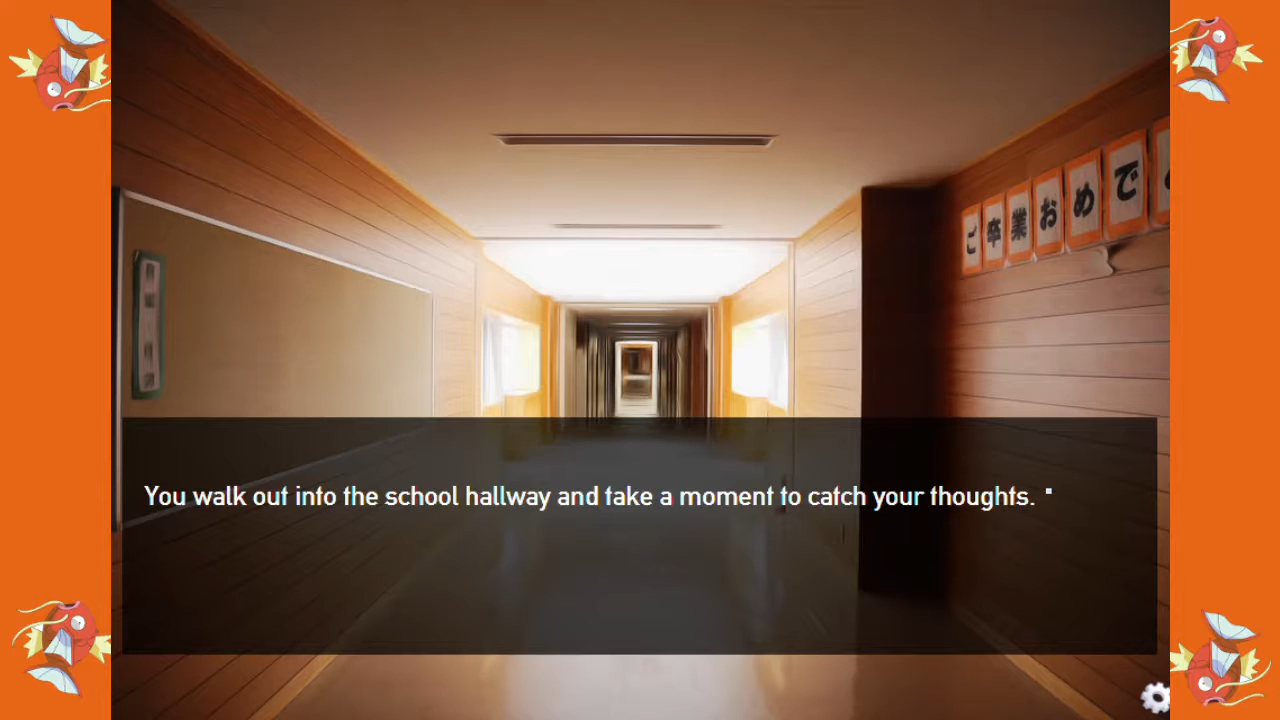 ご卒業おめで
You walk out into the school hallway and take a moment to catch your thoughts.